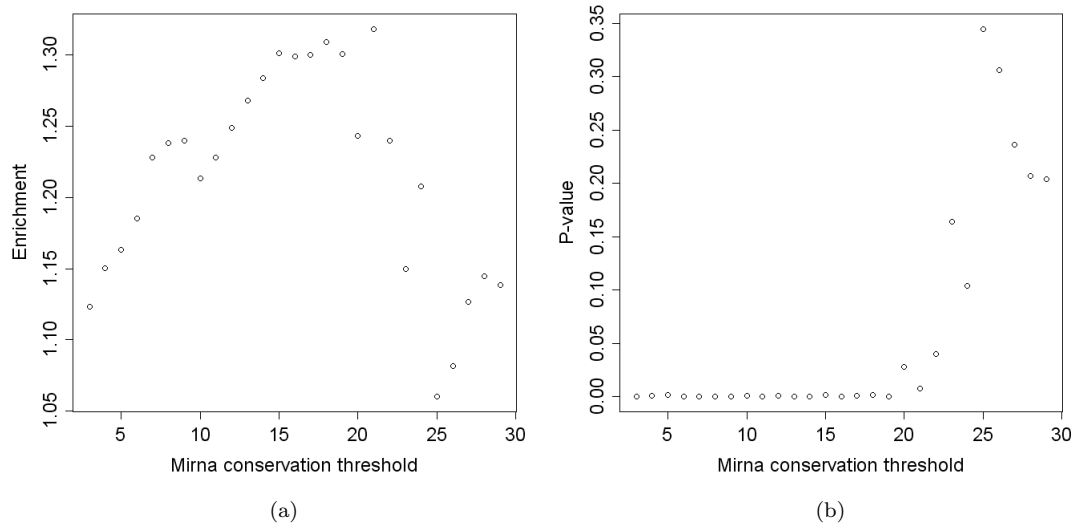 Enrichment
1.30
1.25
1.20
1.15
1.10
1.05
5 10 15 20 25 30
Mirna conservation threshold
(a)
P-value
0.35
0.30
0.25
0.20
0.15
0.10
0.05
0.00
5 10 15 20 25 30
Mirna conservation threshold
(b)